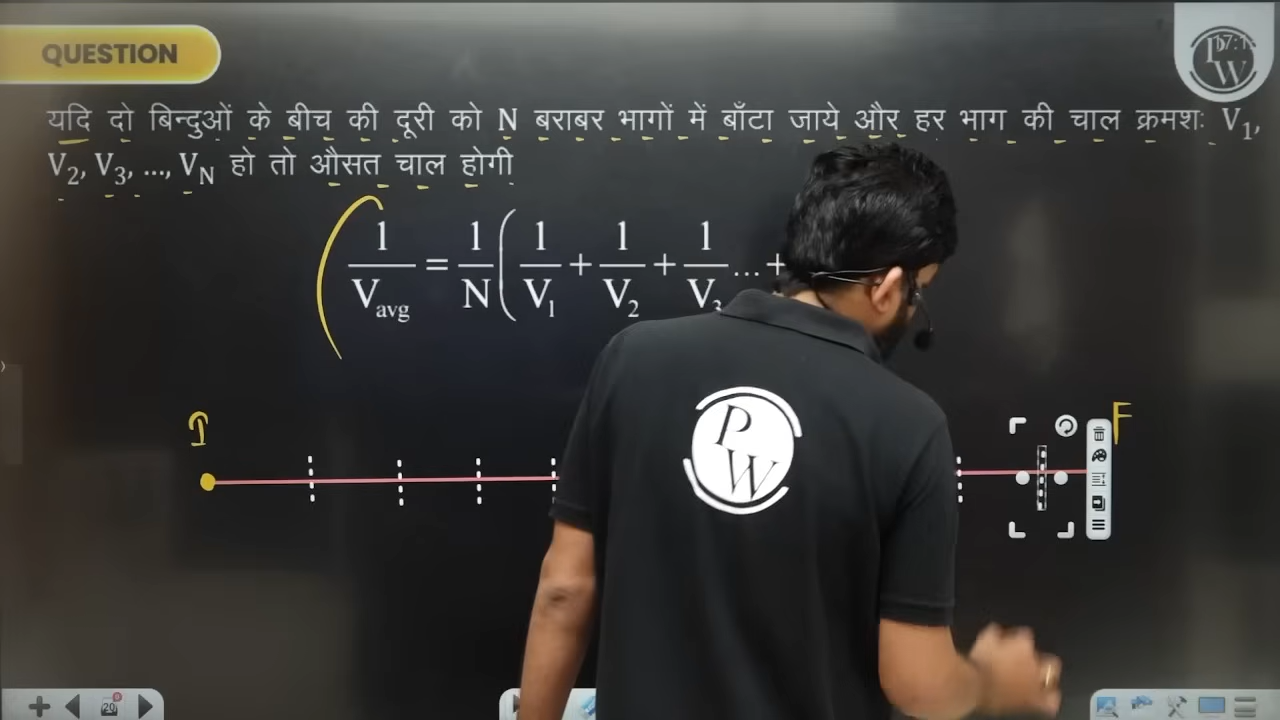 QUESTION
यदि दो बिन्दुओं के बीच की दूरी को N बराबर भागों में बाँटा जाये और हर भाग की चाल क्रमशः V₁,
V₂, V₃, ..., V_N हो तो औसत चाल होगी
1/V_avg = 1/N ( 1/V₁ + 1/V₂ + 1/V₃ ... +
I F
P
W
20